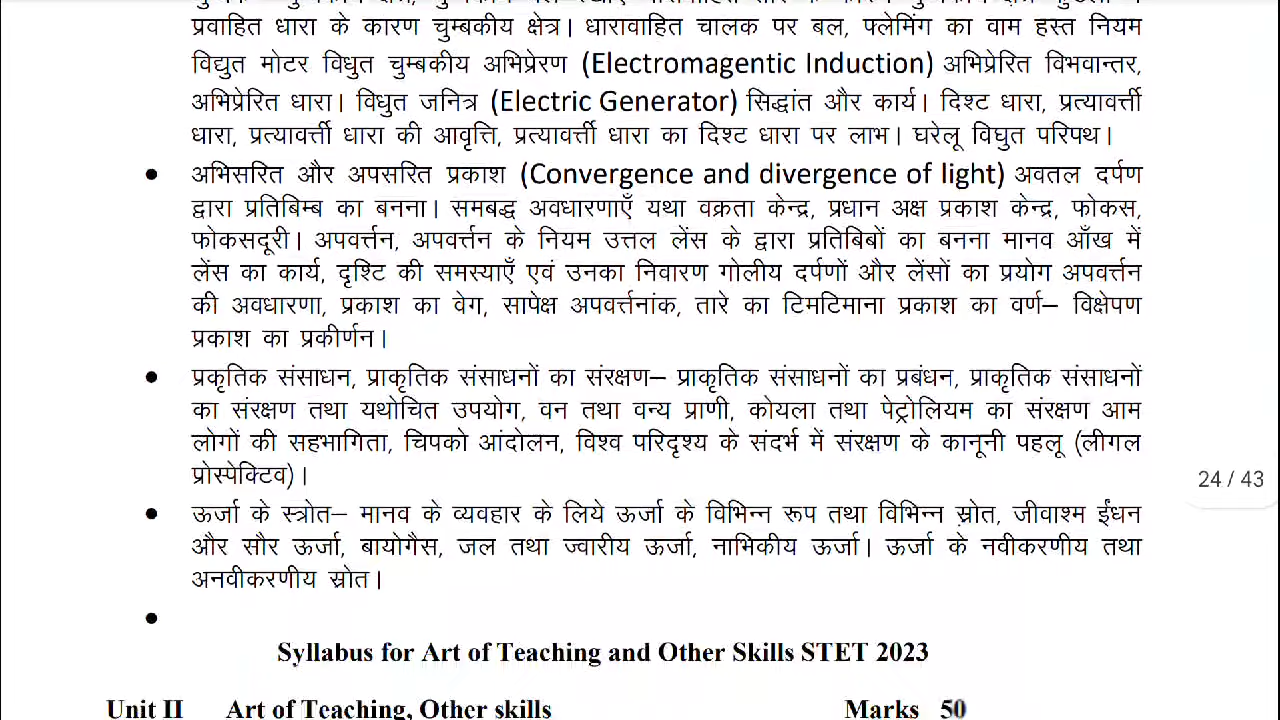 प्रवाहित धारा के कारण चुम्बकीय क्षेत्र। धारावाहित चालक पर बल, फ्लेमिंग का वाम हस्त नियम
विद्युत मोटर विधुत चुम्बकीय अभिप्रेरण (Electromagentic Induction) अभिप्रेरित विभवान्तर,
अभिप्रेरित धारा। विधुत जनित्र (Electric Generator) सिद्धांत और कार्य। दिश्ट धारा, प्रत्यावर्त्ती
धारा, प्रत्यावर्त्ती धारा की आवृत्ति, प्रत्यावर्त्ती धारा का दिश्ट धारा पर लाभ। घरेलू विघुत परिपथ।
• अभिसरित और अपसरित प्रकाश (Convergence and divergence of light) अवतल दर्पण
द्वारा प्रतिबिम्ब का बनना। समबद्ध अवधारणाएँ यथा वक्रता केन्द्र, प्रधान अक्ष प्रकाश केन्द्र, फोकस,
फोकसदूरी। अपवर्त्तन, अपवर्त्तन के नियम उत्तल लेंस के द्वारा प्रतिबिबों का बनना मानव आँख में
लेंस का कार्य, दृश्टि की समस्याएँ एवं उनका निवारण गोलीय दर्पणों और लेंसों का प्रयोग अपवर्त्तन
की अवधारणा, प्रकाश का वेग, सापेक्ष अपवर्त्तनांक, तारे का टिमटिमाना प्रकाश का वर्ण– विक्षेपण
प्रकाश का प्रकीर्णन।
• प्रकृतिक संसाधन, प्राकृतिक संसाधनों का संरक्षण– प्राकृतिक संसाधनों का प्रबंधन, प्राकृतिक संसाधनों
का संरक्षण तथा यथोचित उपयोग, वन तथा वन्य प्राणी, कोयला तथा पेट्रोलियम का संरक्षण आम
लोगों की सहभागिता, चिपको आंदोलन, विश्व परिदृश्य के संदर्भ में संरक्षण के कानूनी पहलू (लीगल
प्रोस्पेक्टिव)।
24 / 43
• ऊर्जा के स्त्रोत– मानव के व्यवहार के लिये ऊर्जा के विभिन्न रूप तथा विभिन्न स्रोत, जीवाश्म ईंधन
और सौर ऊर्जा, बायोगैस, जल तथा ज्वारीय ऊर्जा, नाभिकीय ऊर्जा। ऊर्जा के नवीकरणीय तथा
अनवीकरणीय स्रोत।
•
Syllabus for Art of Teaching and Other Skills STET 2023
Unit II Art of Teaching, Other skills Marks 50